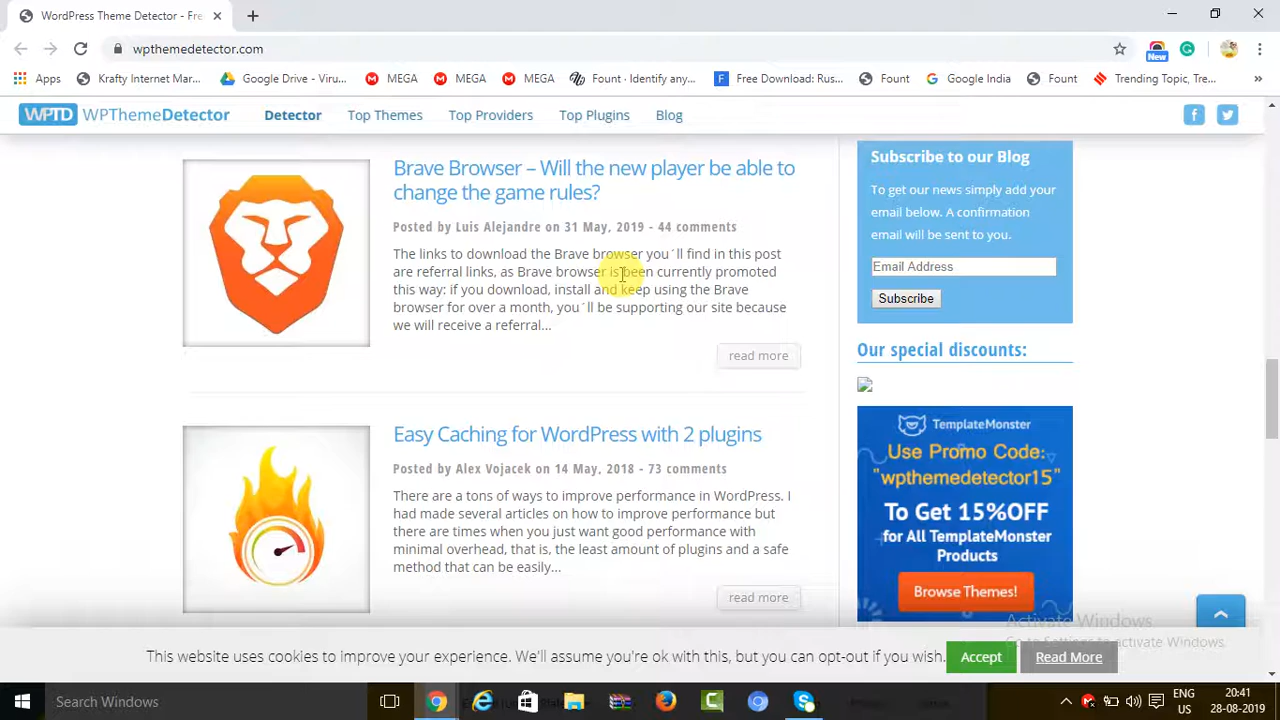 WordPress Theme Detector - Fre
wpthemedetector.com
New
Apps
Krafty Internet Mar...
Google Drive - Viru...
MEGA
MEGA
MEGA
Fount - Identify any...
Free Download: Rus...
Fount
Google India
Fount
Trending Topic, Tre...
WPTD WPThemeDetector
Detector
Top Themes
Top Providers
Top Plugins
Blog
Brave Browser – Will the new player be able to
change the game rules?
Posted by Luis Alejandre on 31 May, 2019 - 44 comments
The links to download the Brave browser you´ll find in this post
are referral links, as Brave browser is been currently promoted
this way: if you download, install and keep using the Brave
browser for over a month, you´ll be supporting our site because
we will receive a referral...
read more
Easy Caching for WordPress with 2 plugins
Posted by Alex Vojacek on 14 May, 2018 - 73 comments
There are a tons of ways to improve performance in WordPress. I
had made several articles on how to improve performance but
there are times when you just want good performance with
minimal overhead, that is, the least amount of plugins and a safe
method that can be easily...
read more
Subscribe to our Blog
To get our news simply add your
email below. A confirmation
email will be sent to you.
Email Address
Subscribe
Our special discounts:
TemplateMonster
Use Promo Code:
"wpthemedetector15"
To Get 15%OFF
for All TemplateMonster
Products
Browse Themes!
Activate Windows
Go to Settings to activate Windows.
This website uses cookies to improve your experience. We'll assume you're ok with this, but you can opt-out if you wish.
Accept
Read More
Search Windows
ENG
US
20:41
28-08-2019